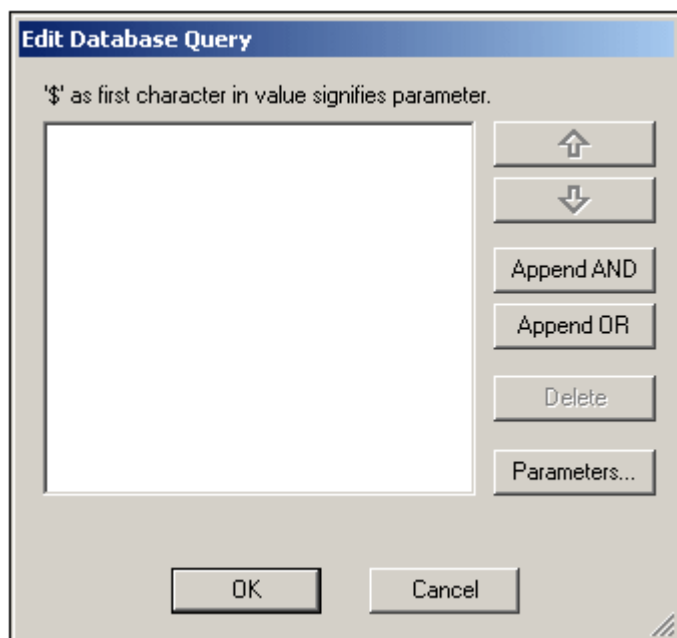 Edit Database Query
'$' as first character in value signifies parameter.
Append AND
Append OR
Delete
Parameters...
OK
Cancel